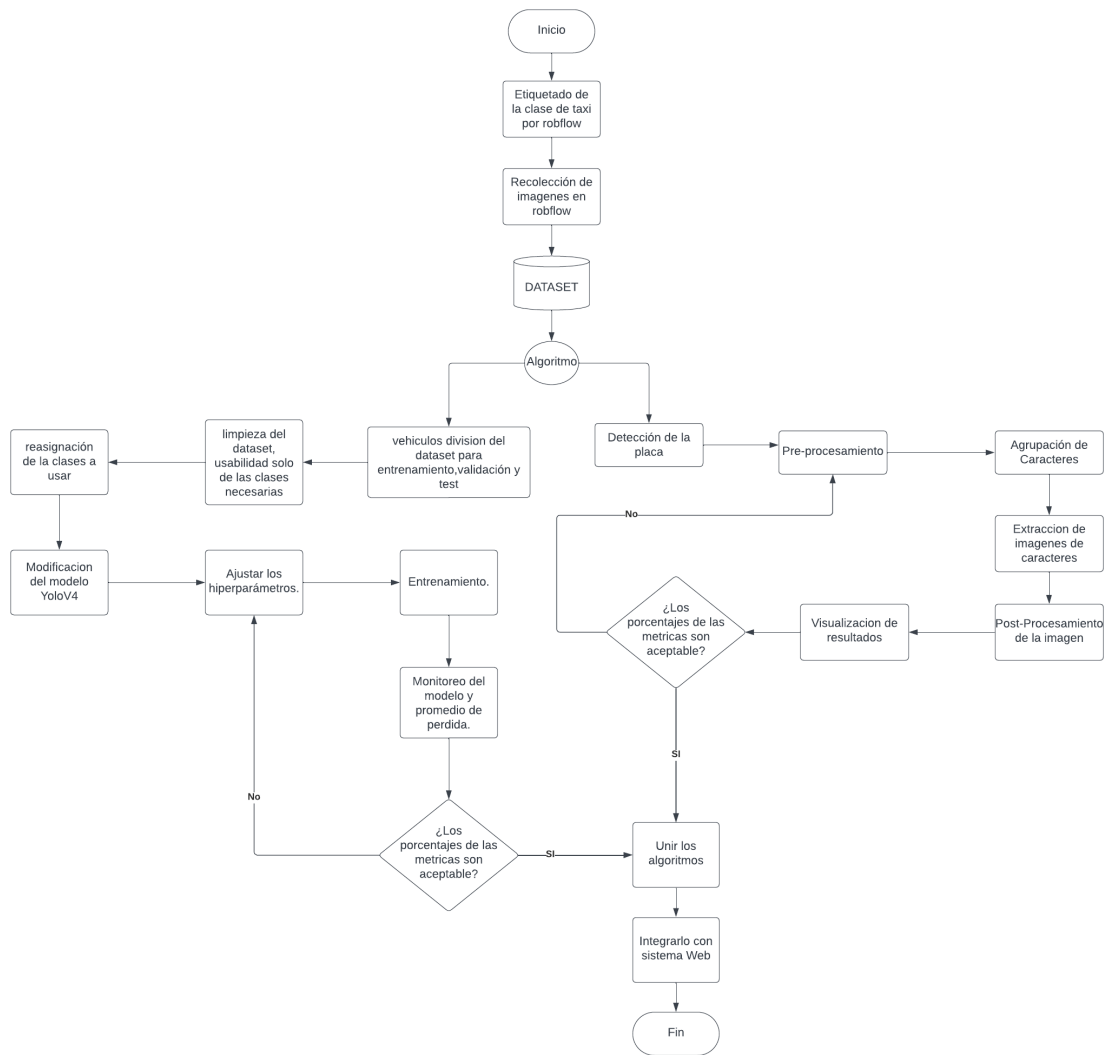 Inicio
Etiquetado de
la clase de taxi
por robflow
Recolección de
imagenes en
robflow
DATASET
Algoritmo
vehiculos division del
dataset para
entrenamiento,validación y
test
limpieza del
dataset,
usabilidad solo
de las clases
necesarias
reasignación
de la clases a
usar
Modificacion
del modelo
YoloV4
Ajustar los
hiperparámetros.
Entrenamiento.
Monitoreo del
modelo y
promedio de
perdida.
¿Los
porcentajes de las
metricas son
aceptable?
No
SI
Detección de la
placa
Pre-procesamiento
Agrupación de
Caracteres
Extraccion de
imagenes de
caracteres
Post-Procesamiento
de la imagen
Visualizacion de
resultados
¿Los
porcentajes de las
metricas son
aceptable?
No
SI
Unir los
algoritmos
Integrarlo con
sistema Web
Fin